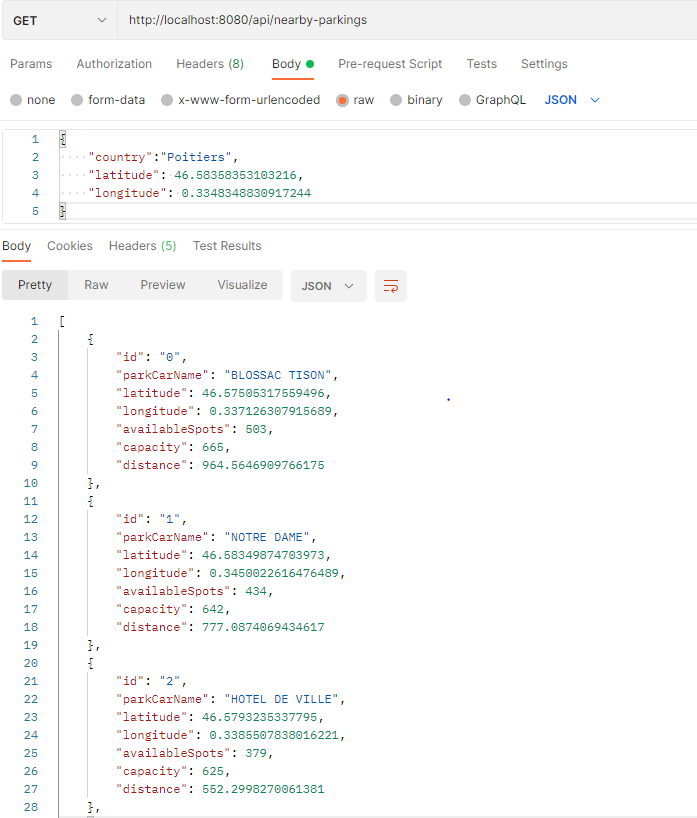 GET http://localhost:8080/api/nearby-parkings
Params Authorization Headers (8) Body Pre-request Script Tests Settings
none form-data x-www-form-urlencoded raw binary GraphQL JSON
1 {
2 "country":"Poitiers",
3 "latitude": 46.58358353103216,
4 "longitude": 0.3348348830917244
5 }
Body Cookies Headers (5) Test Results
Pretty Raw Preview Visualize JSON
1 [
2 {
3 "id": "0",
4 "parkCarName": "BLOSSAC TISON",
5 "latitude": 46.57505317559496,
6 "longitude": 0.337126307915689,
7 "availableSpots": 503,
8 "capacity": 665,
9 "distance": 964.5646909766175
10 },
11 {
12 "id": "1",
13 "parkCarName": "NOTRE DAME",
14 "latitude": 46.58349874703973,
15 "longitude": 0.3450022616476489,
16 "availableSpots": 434,
17 "capacity": 642,
18 "distance": 777.0874069434617
19 },
20 {
21 "id": "2",
22 "parkCarName": "HOTEL DE VILLE",
23 "latitude": 46.5793235337795,
24 "longitude": 0.3385507838016221,
25 "availableSpots": 379,
26 "capacity": 625,
27 "distance": 552.2998270061381
28 },